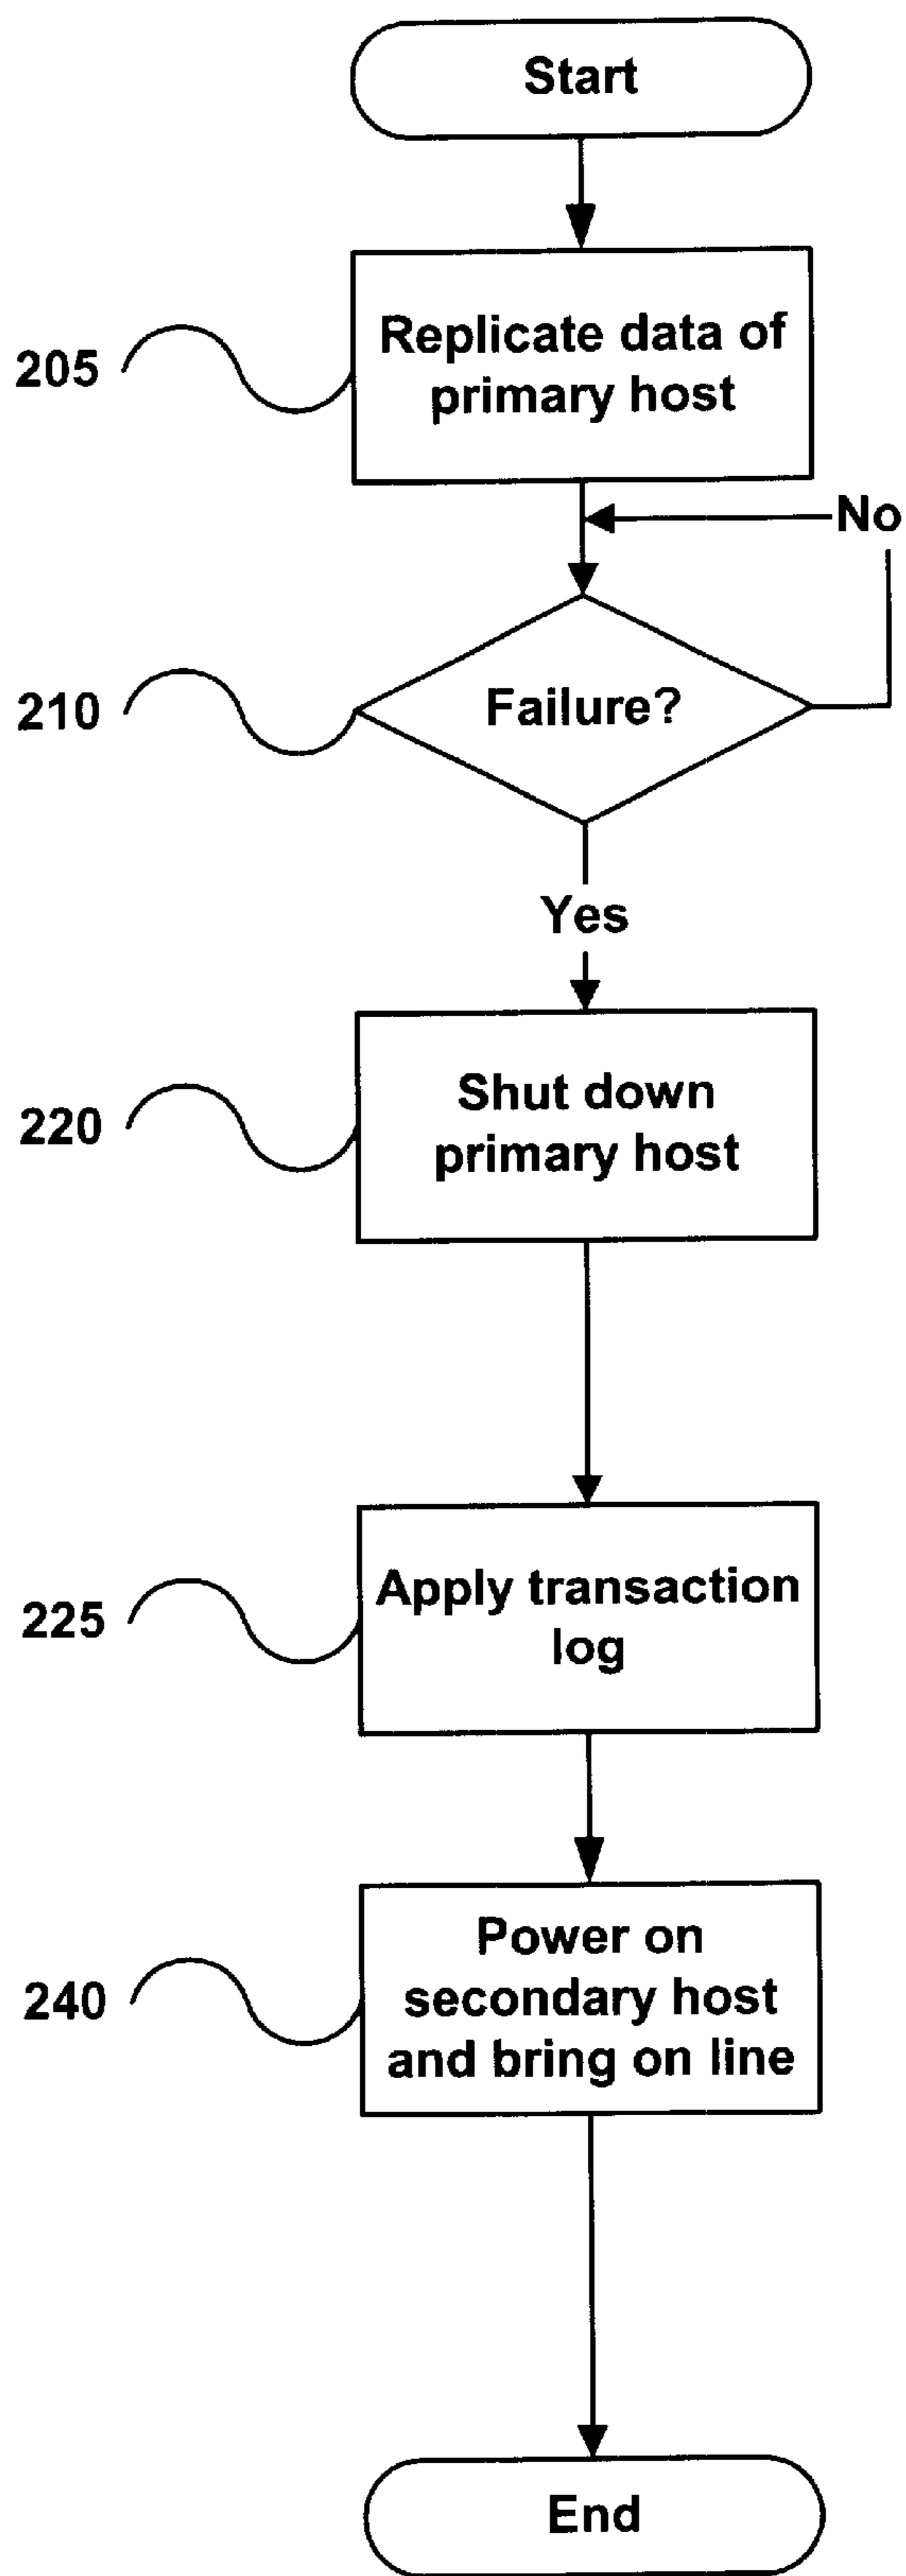 Start
205
Replicate data of
primary host
No
210
Failure?
Yes
220
Shut down
primary host
225
Apply transaction
log
240
Power on
secondary host
and bring on line
End